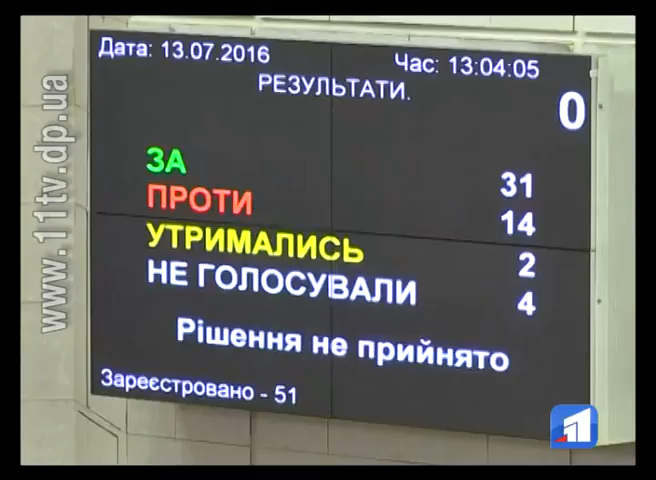 Дата: 13.07.2016 Час: 13:04:05
РЕЗУЛЬТАТИ.
0
ЗА 31
ПРОТИ 14
УТРИМАЛИСЬ 2
НЕ ГОЛОСУВАЛИ 4
Рішення не прийнято
Зареєстровано - 51
www.11tv.dp.ua
11